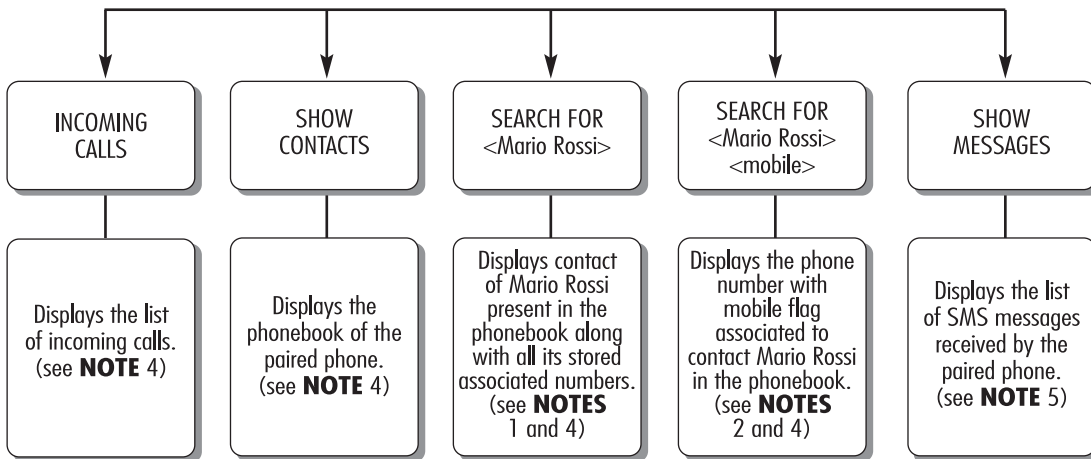 INCOMING
CALLS
SHOW
CONTACTS
SEARCH FOR
<Mario Rossi>
SEARCH FOR
<Mario Rossi>
<mobile>
SHOW
MESSAGES
Displays the list
of incoming calls.
(see NOTE 4)
Displays the
phonebook of the
paired phone.
(see NOTE 4)
Displays contact
of Mario Rossi
present in the
phonebook along
with all its stored
associated numbers.
(see NOTES
1 and 4)
Displays the phone
number with
mobile flag
associated to
contact Mario Rossi
in the phonebook.
(see NOTES
2 and 4)
Displays the list
of SMS messages
received by the
paired phone.
(see NOTE 5)